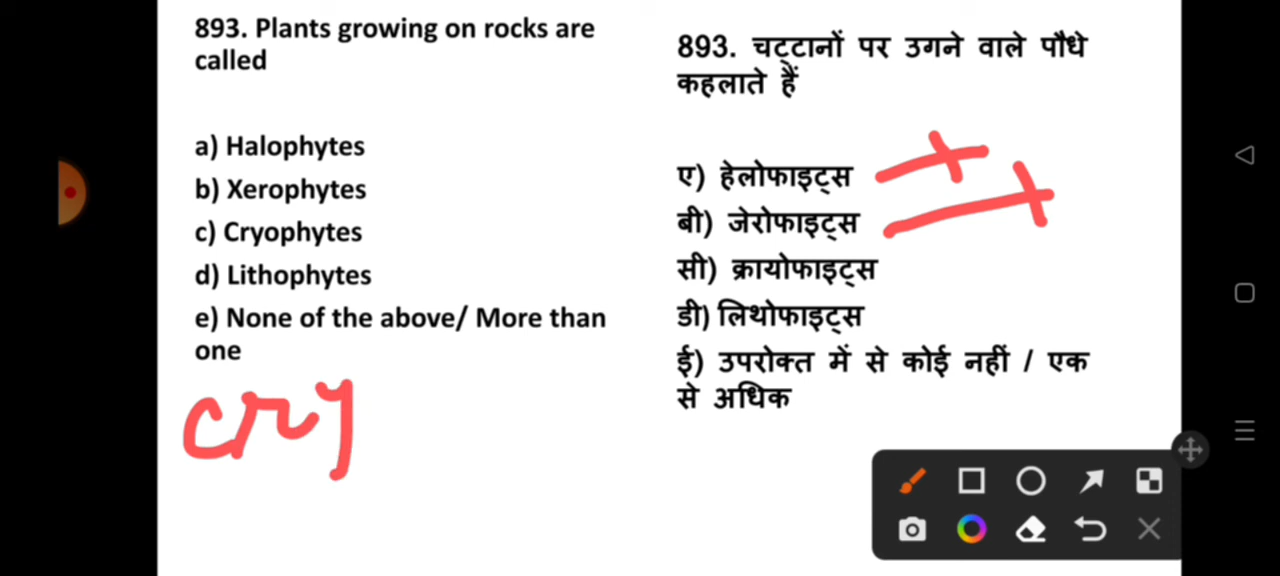 893. Plants growing on rocks are
called
a) Halophytes
b) Xerophytes
c) Cryophytes
d) Lithophytes
e) None of the above/ More than
one
cry
893. चट्टानों पर उगने वाले पौधे
कहलाते हैं
ए) हेलोफाइट्स
बी) जेरोफाइट्स
सी) क्रायोफाइट्स
डी) लिथोफाइट्स
ई) उपरोक्त में से कोई नहीं / एक
से अधिक